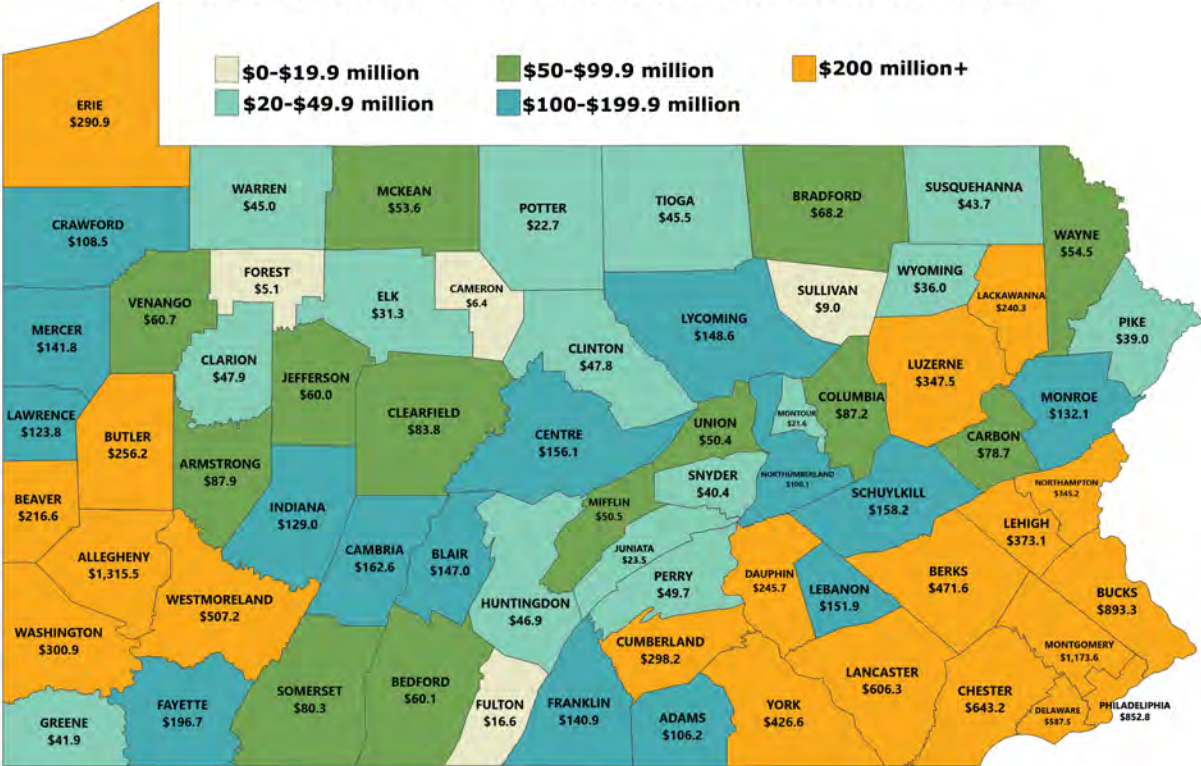 $0-$19.9 million
$50-$99.9 million
$200 million+
$20-$49.9 million
$100-$199.9 million
ERIE
$290.9
WARREN
$45.0
MCKEAN
$53.6
POTTER
$22.7
TIOGA
$45.5
BRADFORD
$68.2
SUSQUEHANNA
$43.7
CRAWFORD
$108.5
WAYNE
$54.5
FOREST
$5.1
CAMERON
$6.4
ELK
$31.3
SULLIVAN
$9.0
WYOMING
$36.0
LACKAWANNA
$240.3
VENANGO
$60.7
MERCER
$141.8
LYCOMING
$148.6
PIKE
$39.0
CLARION
$47.9
CLINTON
$47.8
JEFFERSON
$60.0
LUZERNE
$347.5
COLUMBIA
$87.2
MONROE
$132.1
LAWRENCE
$123.8
CLEARFIELD
$83.8
MONTOUR
$21.6
BUTLER
$256.2
CENTRE
$156.1
UNION
$50.4
CARBON
$78.7
ARMSTRONG
$87.9
SNYDER
$40.4
NORTHUMBERLAND
$100.1
NORTHAMPTON
$345.2
BEAVER
$216.6
INDIANA
$129.0
MIFFLIN
$50.5
SCHUYLKILL
$158.2
LEHIGH
$373.1
ALLEGHENY
$1,315.5
CAMBRIA
$162.6
BLAIR
$147.0
JUNIATA
$23.5
PERRY
$49.7
DAUPHIN
$245.7
LEBANON
$151.9
BERKS
$471.6
BUCKS
$893.3
WESTMORELAND
$507.2
HUNTINGDON
$46.9
WASHINGTON
$300.9
CUMBERLAND
$298.2
MONTGOMERY
$1,173.6
LANCASTER
$606.3
BEDFORD
$60.1
SOMERSET
$80.3
CHESTER
$643.2
FAYETTE
$196.7
FULTON
$16.6
FRANKLIN
$140.9
YORK
$426.6
DELAWARE
$587.5
PHILADELIPHIA
$852.8
GREENE
$41.9
ADAMS
$106.2